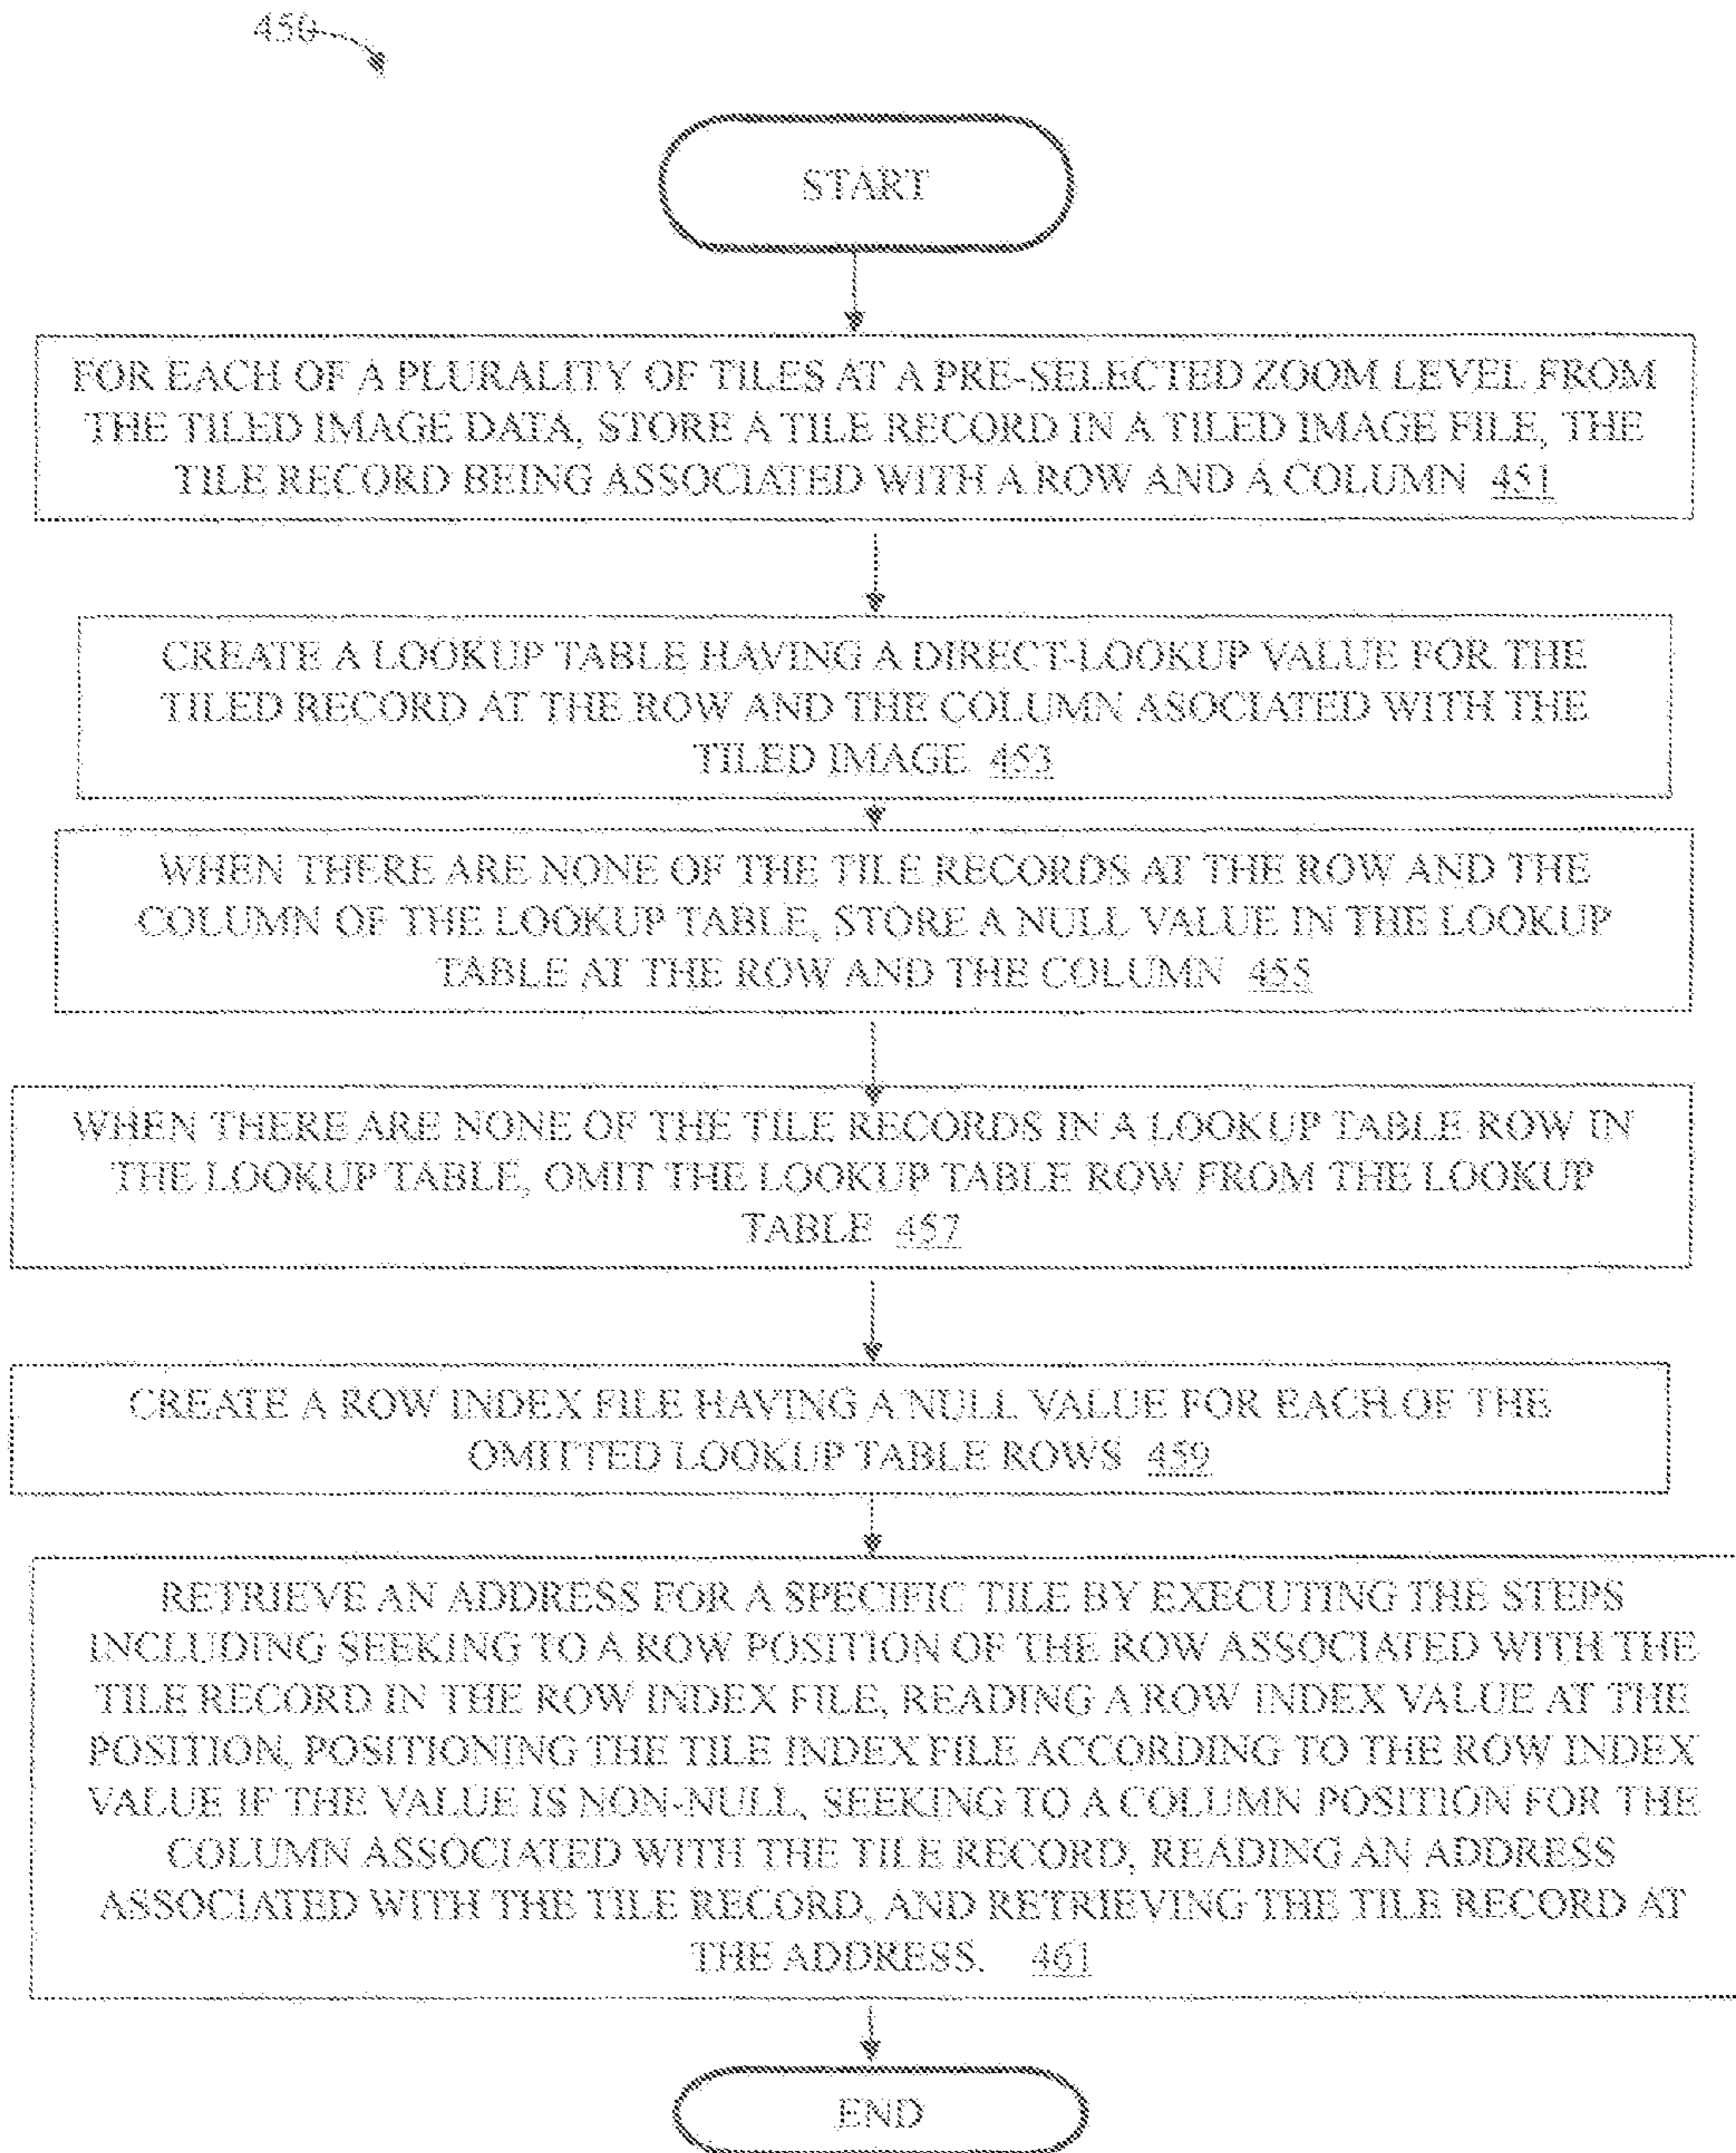 450
START
FOR EACH OF A PLURALITY OF TILES AT A PRE-SELECTED ZOOM LEVEL FROM
THE TILED IMAGE DATA, STORE A TILE RECORD IN A TILED IMAGE FILE, THE
TILE RECORD BEING ASSOCIATED WITH A ROW AND A COLUMN 451
CREATE A LOOKUP TABLE HAVING A DIRECT-LOOKUP VALUE FOR THE
TILED RECORD AT THE ROW AND THE COLUMN ASOCIATED WITH THE
TILED IMAGE 453
WHEN THERE ARE NONE OF THE TILE RECORDS AT THE ROW AND THE
COLUMN OF THE LOOKUP TABLE, STORE A NULL VALUE IN THE LOOKUP
TABLE AT THE ROW AND THE COLUMN 455
WHEN THERE ARE NONE OF THE TILE RECORDS IN A LOOKUP TABLE ROW IN
THE LOOKUP TABLE, OMIT THE LOOKUP TABLE ROW FROM THE LOOKUP
TABLE 457
CREATE A ROW INDEX FILE HAVING A NULL VALUE FOR EACH OF THE
OMITTED LOOKUP TABLE ROWS 459
RETRIEVE AN ADDRESS FOR A SPECIFIC TILE BY EXECUTING THE STEPS
INCLUDING SEEKING TO A ROW POSITION OF THE ROW ASSOCIATED WITH THE
TILE RECORD IN THE ROW INDEX FILE, READING A ROW INDEX VALUE AT THE
POSITION, POSITIONING THE TILE INDEX FILE ACCORDING TO THE ROW INDEX
VALUE IF THE VALUE IS NON-NULL, SEEKING TO A COLUMN POSITION FOR THE
COLUMN ASSOCIATED WITH THE TILE RECORD, READING AN ADDRESS
ASSOCIATED WITH THE TILE RECORD, AND RETRIEVING THE TILE RECORD AT
THE ADDRESS. 461
END